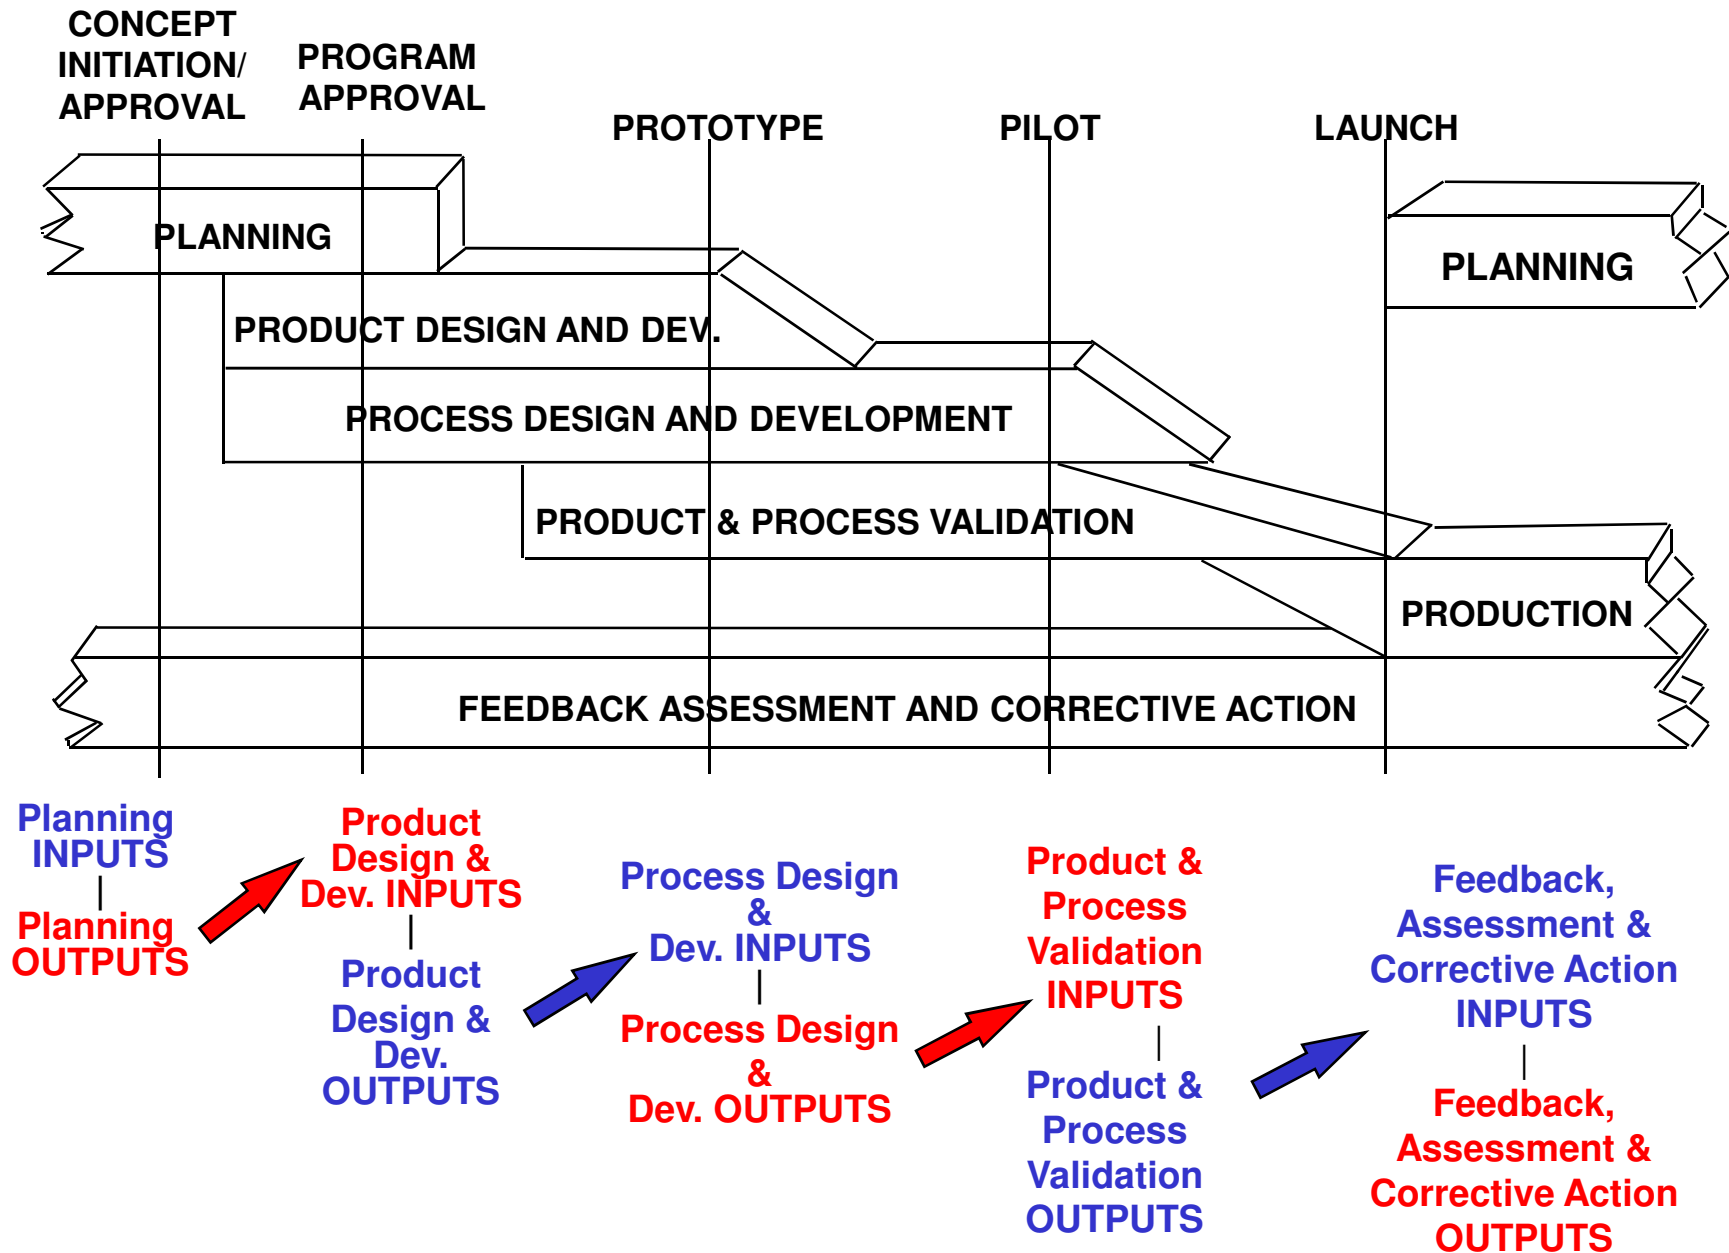 CONCEPT
INITIATION/
APPROVAL
PROGRAM
APPROVAL
PROTOTYPE
PILOT
LAUNCH
PLANNING
PLANNING
PRODUCT DESIGN AND DEV.
PROCESS DESIGN AND DEVELOPMENT
PRODUCT & PROCESS VALIDATION
PRODUCTION
FEEDBACK ASSESSMENT AND CORRECTIVE ACTION
Planning
INPUTS
Planning
OUTPUTS
Product
Design &
Dev. INPUTS
Product
Design &
Dev.
OUTPUTS
Process Design
&
Dev. INPUTS
Process Design
&
Dev. OUTPUTS
Product &
Process
Validation
INPUTS
Product &
Process
Validation
OUTPUTS
Feedback,
Assessment &
Corrective Action
INPUTS
Feedback,
Assessment &
Corrective Action
OUTPUTS